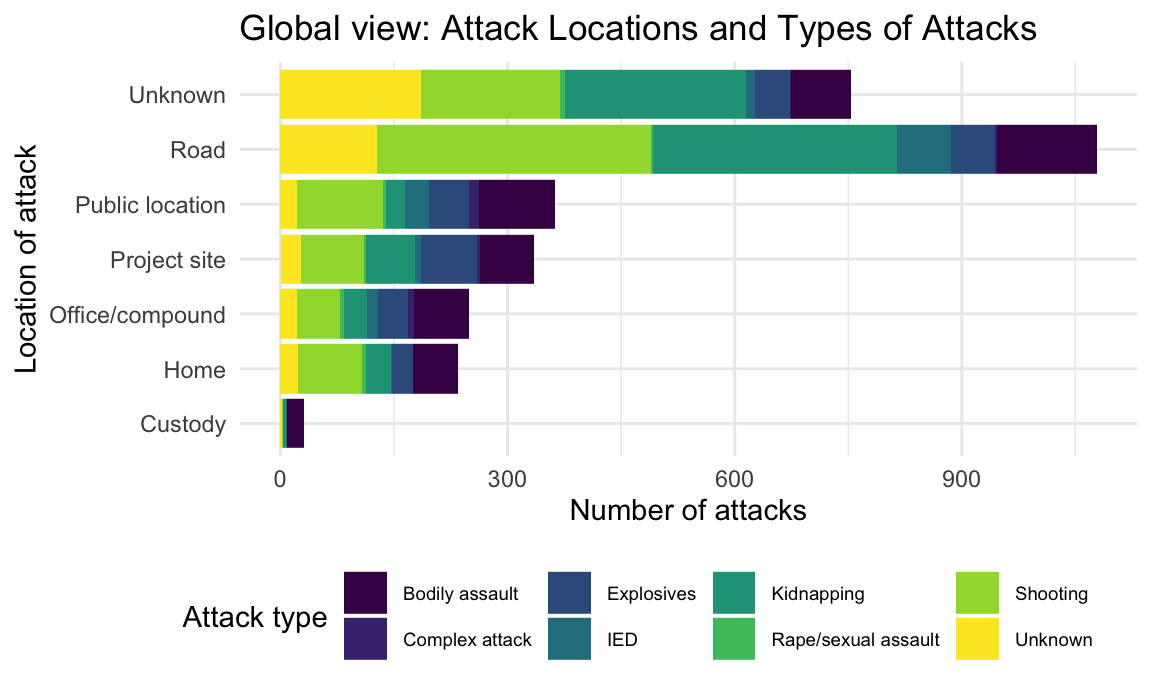 Global view: Attack Locations and Types of Attacks
Location of attack
Unknown
Road
Public location
Project site
Office/compound
Home
Custody
0 300 600 900
Number of attacks
Attack type
Bodily assault Explosives Kidnapping Shooting
Complex attack IED Rape/sexual assault Unknown